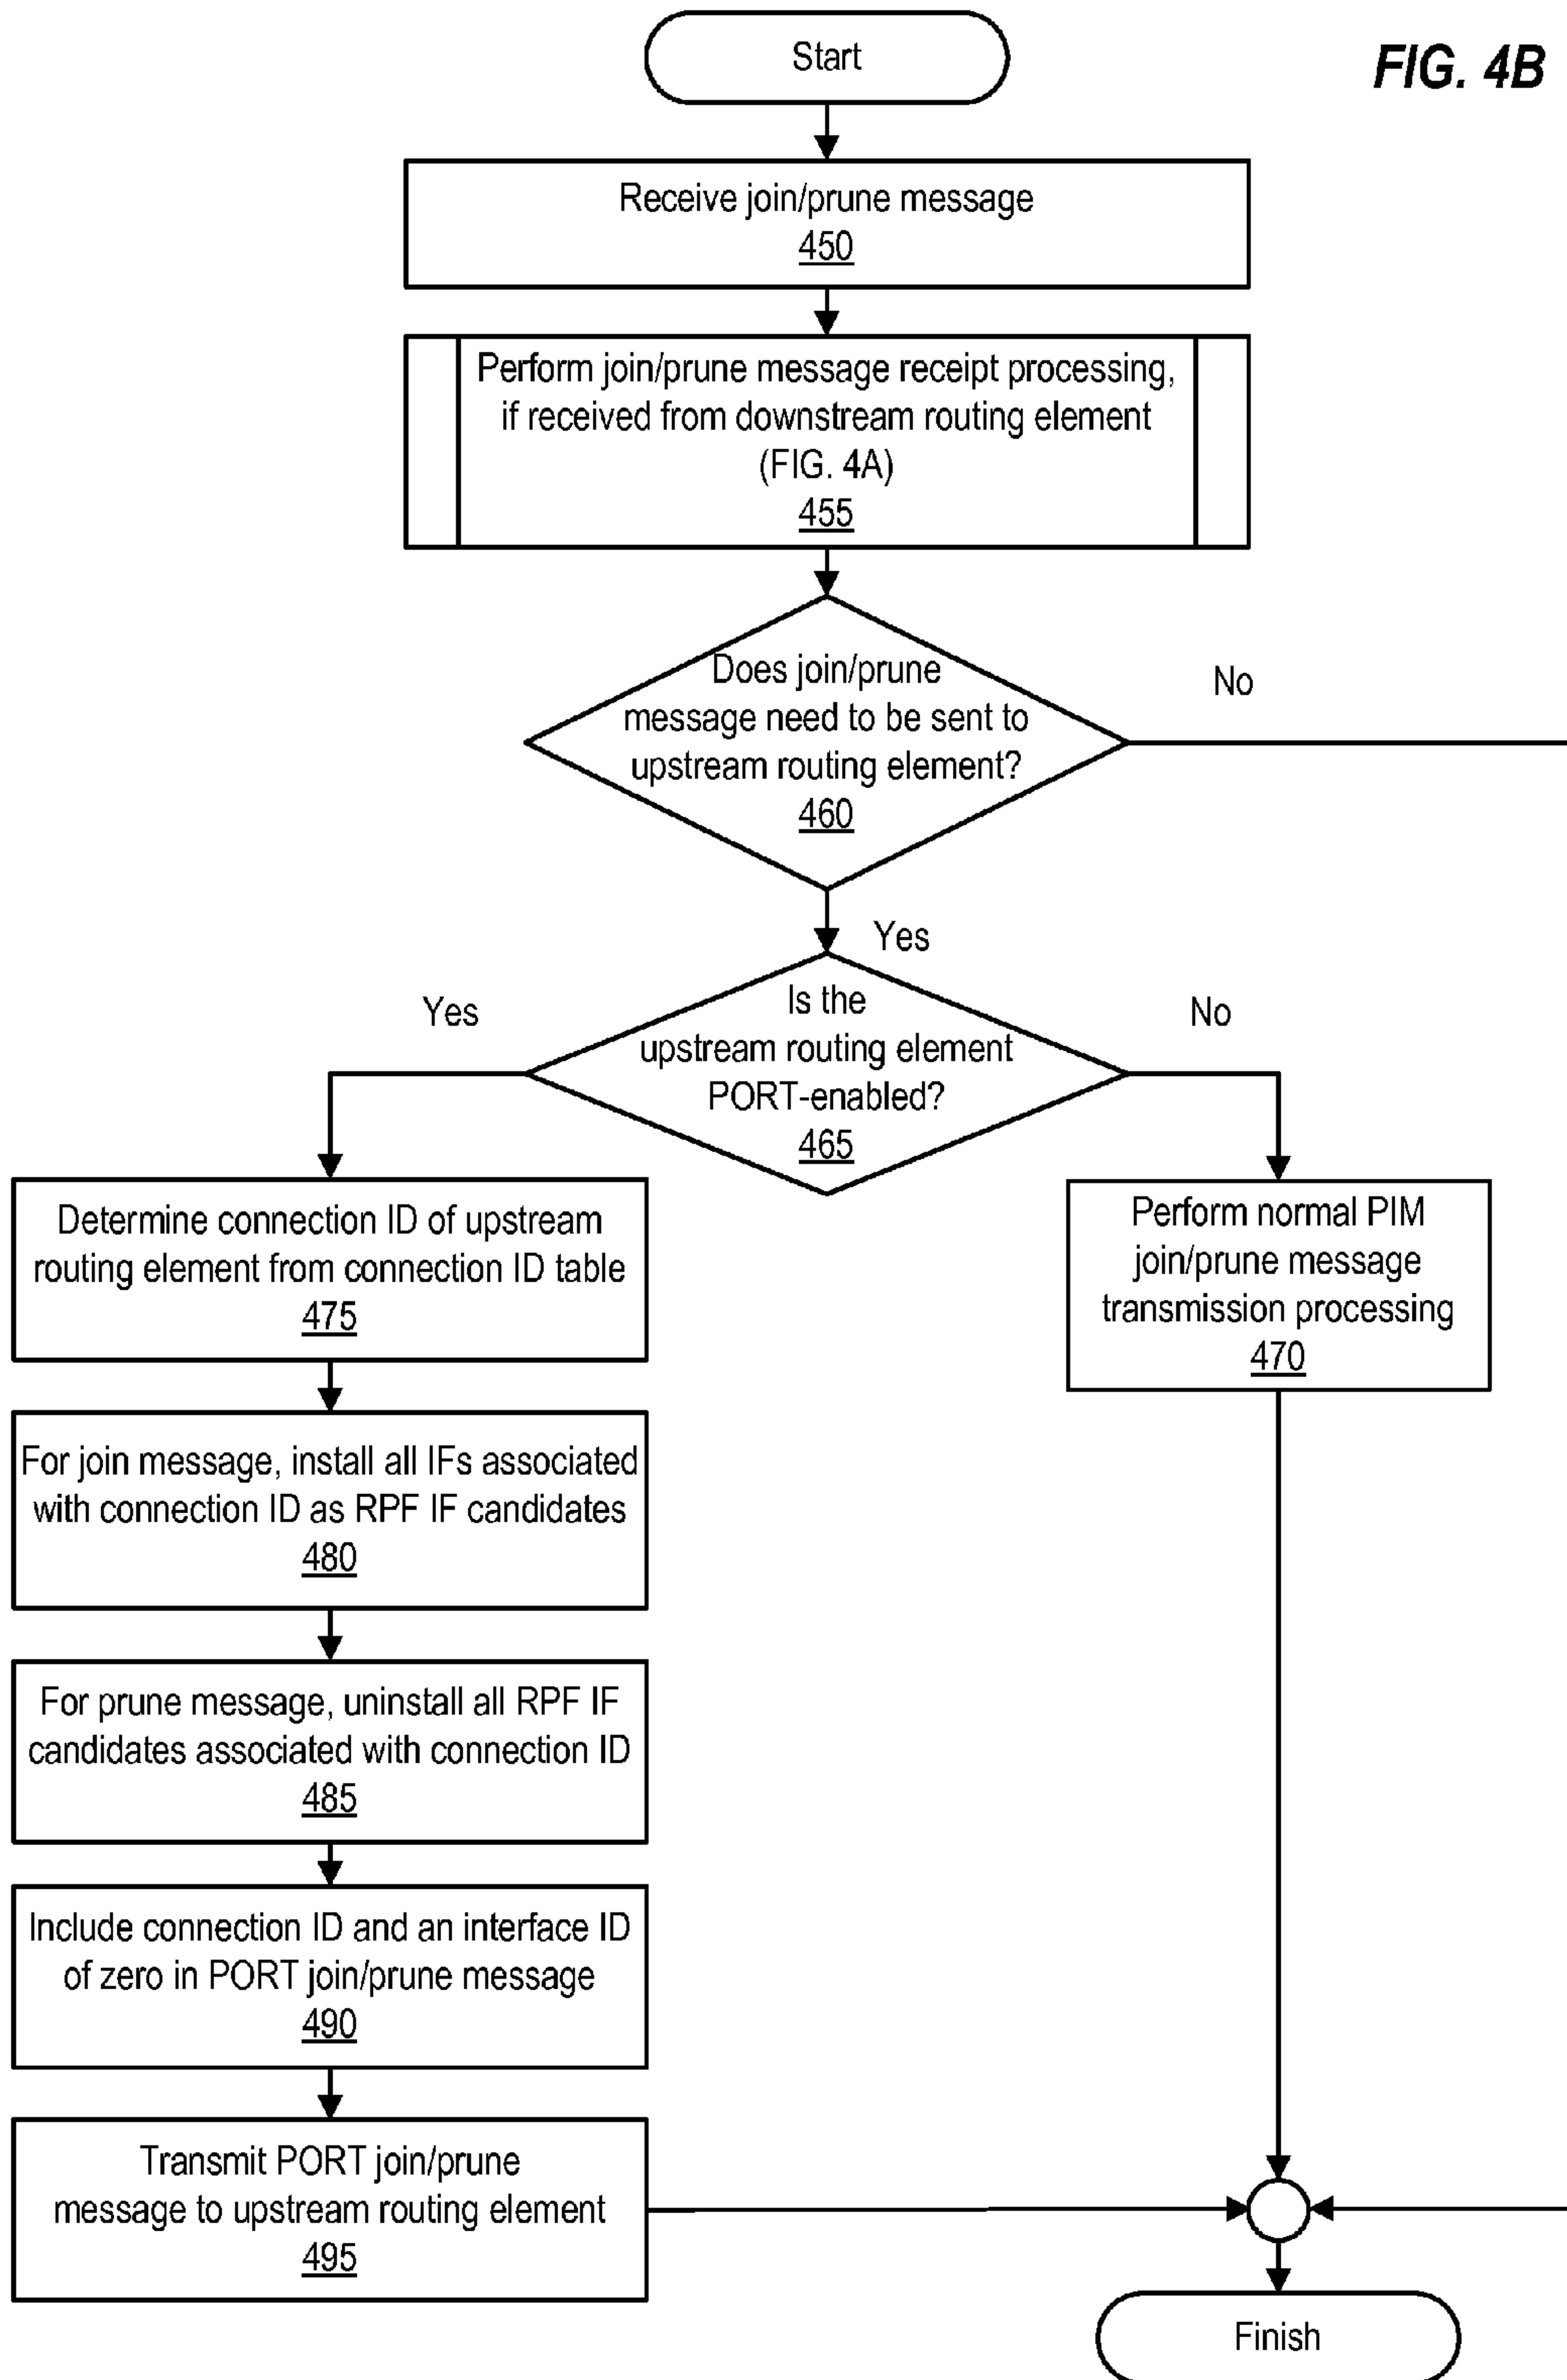 Start
FIG. 4B
Receive join/prune message
450
Perform join/prune message receipt processing,
if received from downstream routing element
(FIG. 4A)
455
Does join/prune
message need to be sent to
upstream routing element?
460
No
Yes
Is the
upstream routing element
PORT-enabled?
465
Yes
No
Determine connection ID of upstream
routing element from connection ID table
475
Perform normal PIM
join/prune message
transmission processing
470
For join message, install all IFs associated
with connection ID as RPF IF candidates
480
For prune message, uninstall all RPF IF
candidates associated with connection ID
485
Include connection ID and an interface ID
of zero in PORT join/prune message
490
Transmit PORT join/prune
message to upstream routing element
495
Finish